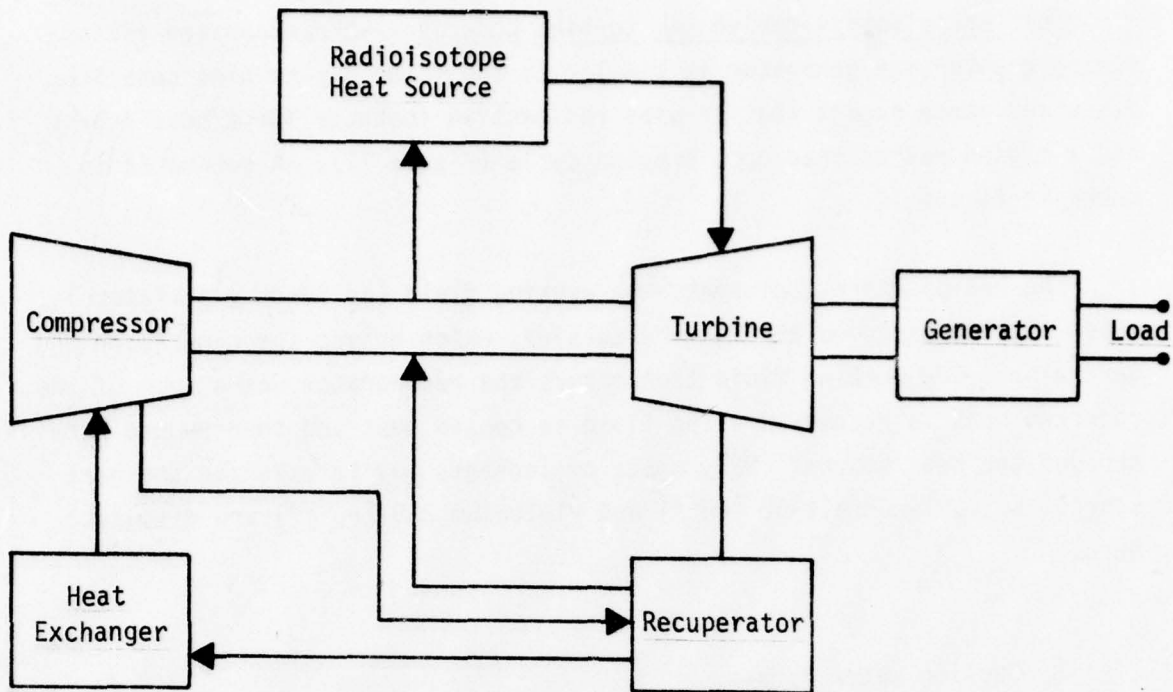 Radioisotope
Heat Source
Compressor
Turbine
Generator
Load
Heat
Exchanger
Recuperator